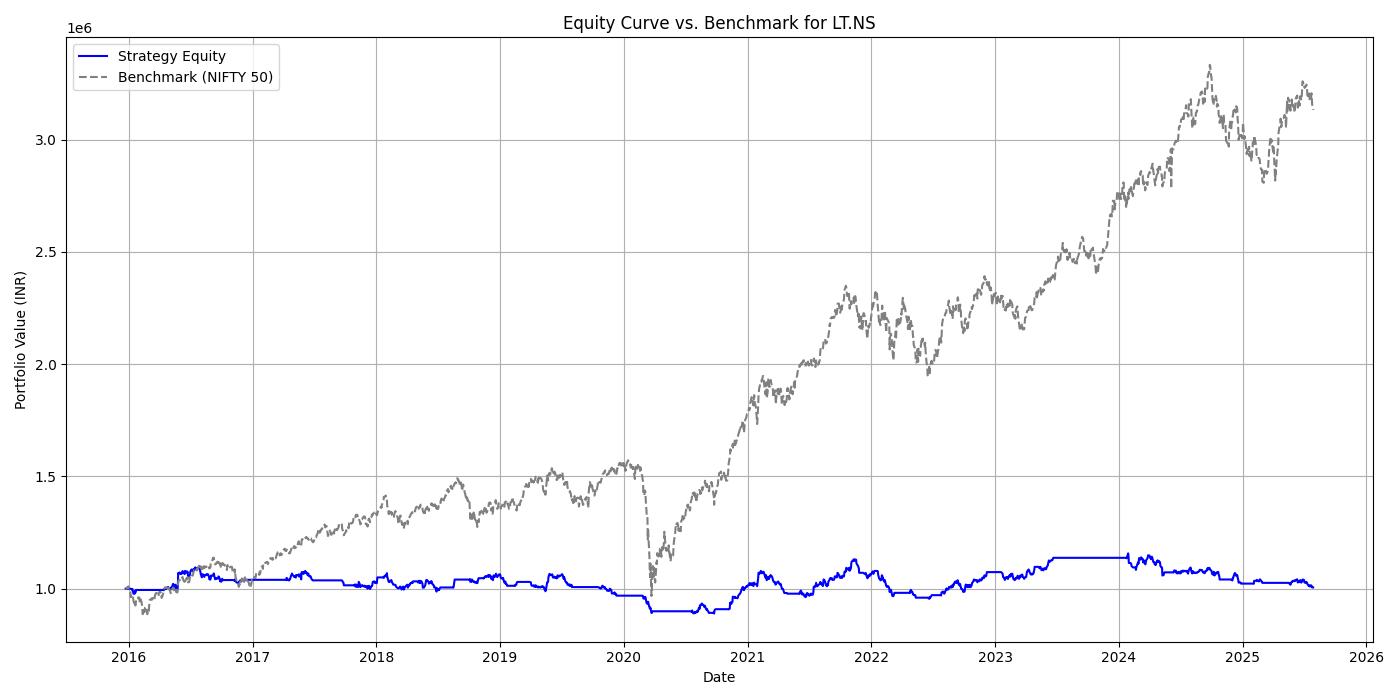 Equity Curve vs. Benchmark for LT.NS
1e6
Strategy Equity
Benchmark (NIFTY 50)
3.0
2.5
2.0
1.5
1.0
Portfolio Value (INR)
2016 2017 2018 2019 2020 2021 2022 2023 2024 2025 2026
Date